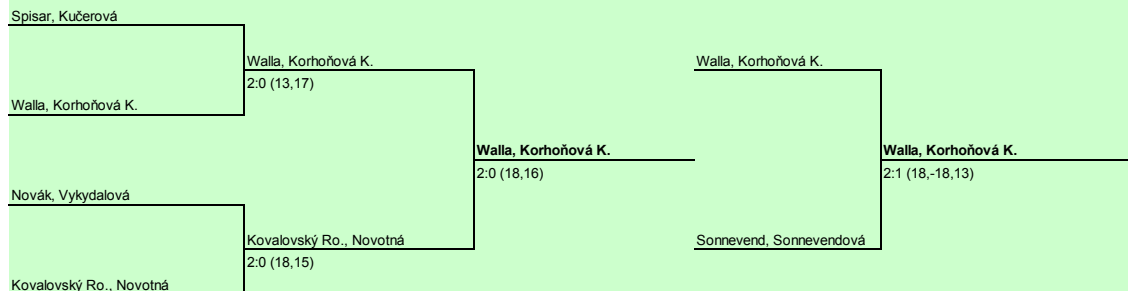 Spisar, Kučerová
Walla, Korhoňová K.
Walla, Korhoňová K.
2:0 (13,17)
Walla, Korhoňová K.
Walla, Korhoňová K.
2:0 (18,16)
Walla, Korhoňová K.
2:1 (18,-18,13)
Novák, Vykydalová
Kovalovský Ro., Novotná
Sonnevend, Sonnevendová
2:0 (18,15)
Kovalovský Ro., Novotná